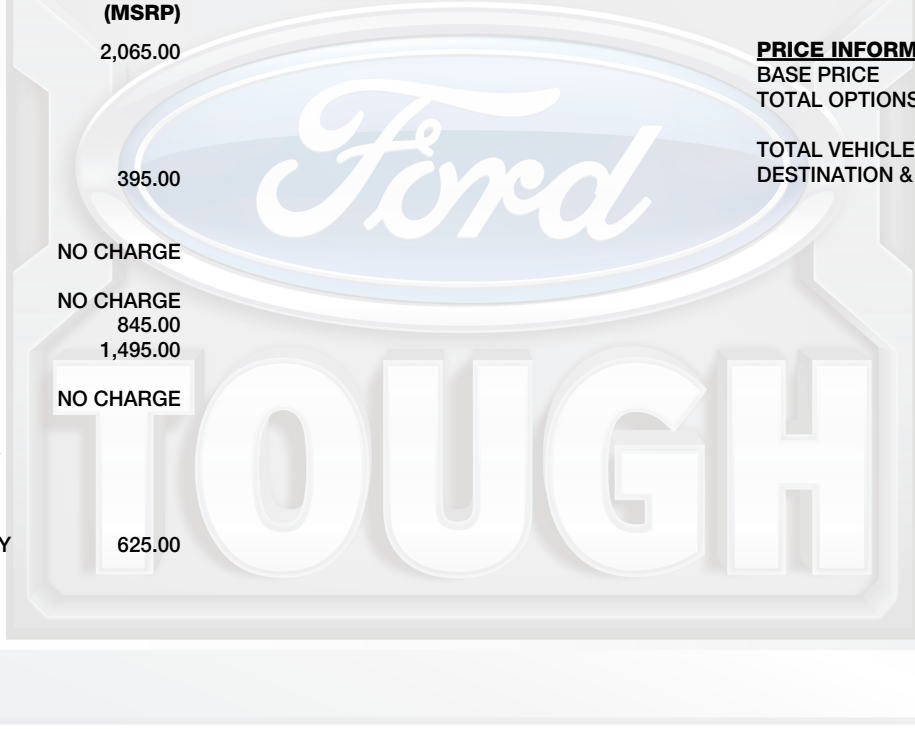 (MSRP)
2,065.00
395.00
NO CHARGE
NO CHARGE
845.00
1,495.00
NO CHARGE
Y 625.00
PRICE INFORM
BASE PRICE
TOTAL OPTIONS
TOTAL VEHICLE
DESTINATION &
Ford
TOUGH